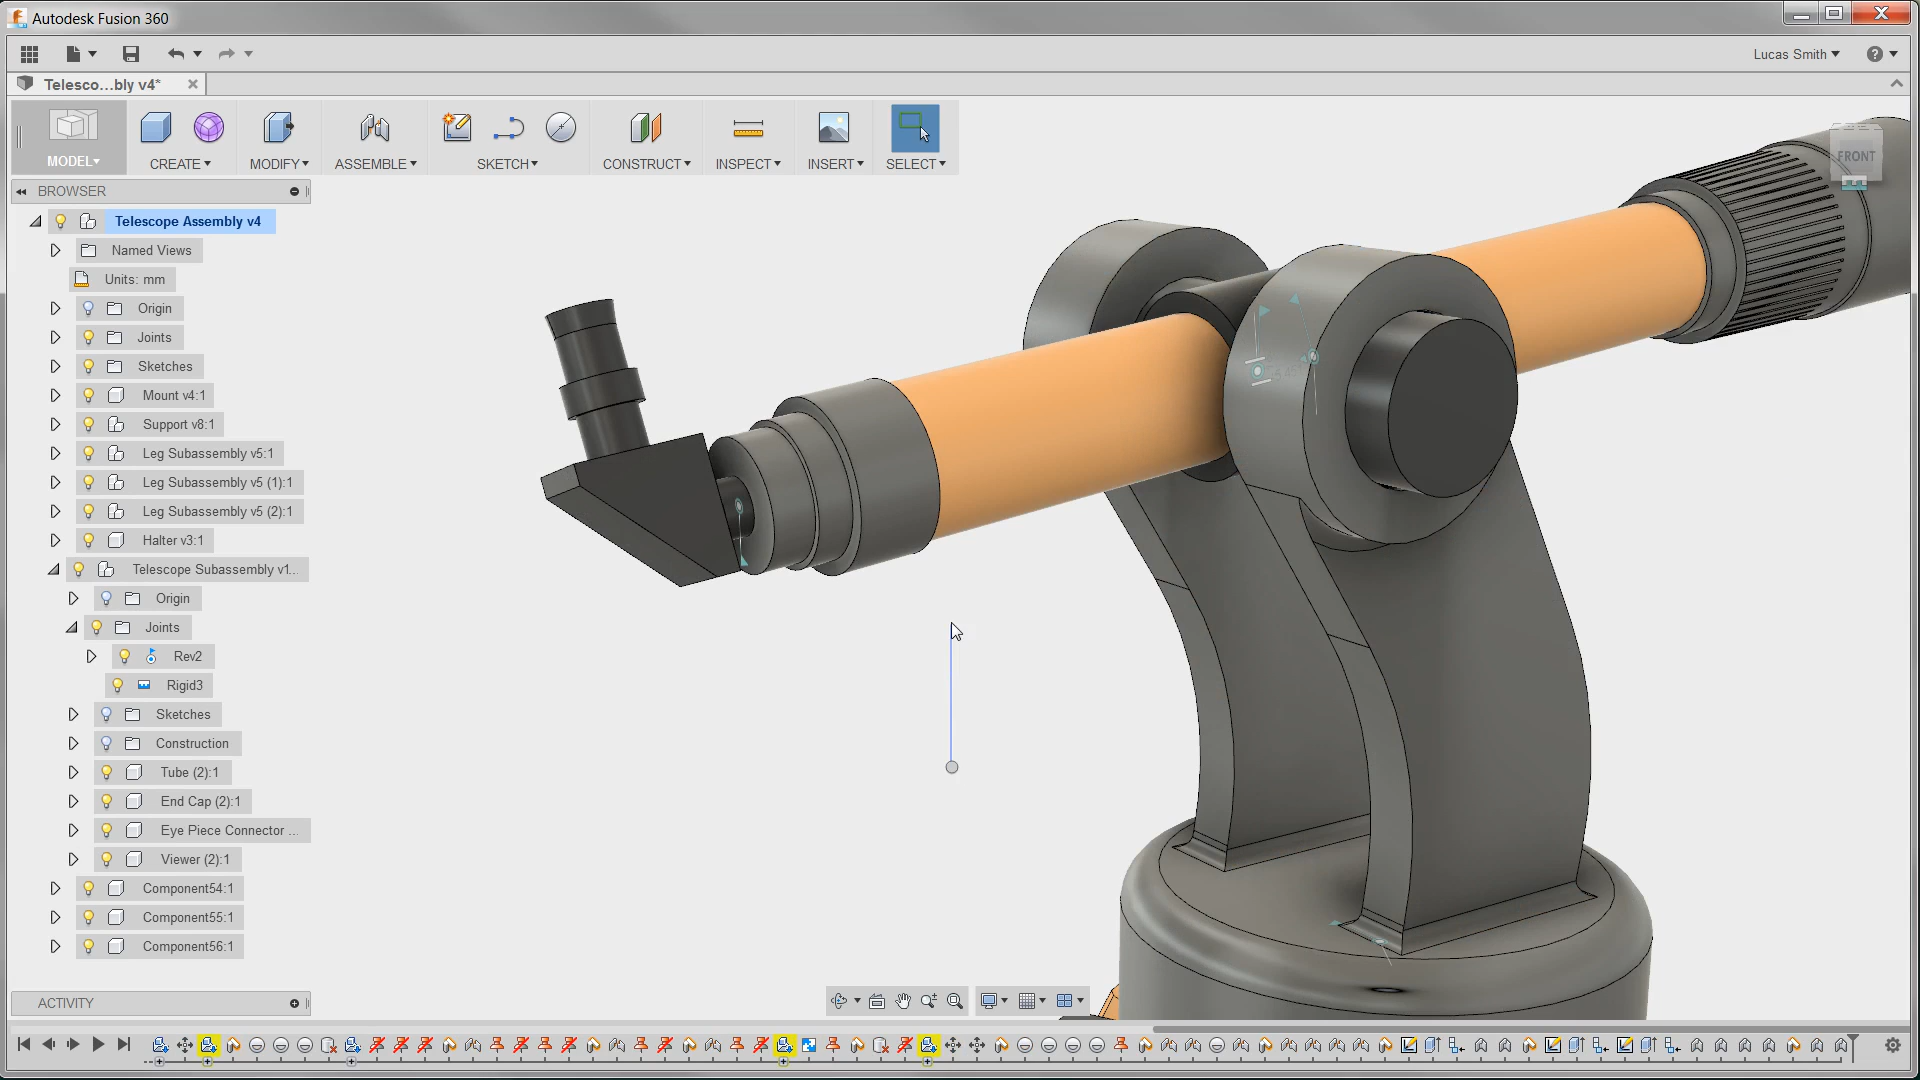 Autodesk Fusion 360
Lucas Smith
Telesco...bly v4*
MODEL
CREATE
MODIFY
ASSEMBLE
SKETCH
CONSTRUCT
INSPECT
INSERT
SELECT
FRONT
BROWSER
Telescope Assembly v4
Named Views
Units: mm
Origin
Joints
Sketches
Mount v4:1
Support v8:1
Leg Subassembly v5:1
Leg Subassembly v5 (1):1
Leg Subassembly v5 (2):1
Halter v3:1
Telescope Subassembly v1...
Origin
Joints
Rev2
Rigid3
Sketches
Construction
Tube (2):1
End Cap (2):1
Eye Piece Connector ...
Viewer (2):1
Component54:1
Component55:1
Component56:1
ACTIVITY